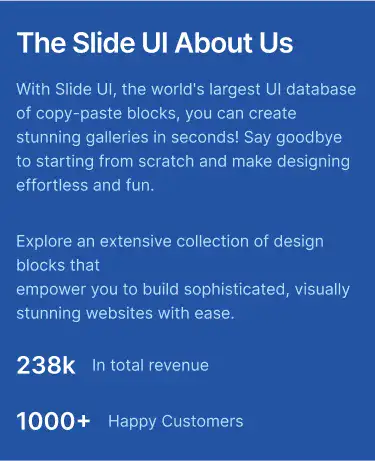 The Slide UI About Us
With Slide UI, the world's largest UI database
of copy-paste blocks, you can create
stunning galleries in seconds! Say goodbye
to starting from scratch and make designing
effortless and fun.
Explore an extensive collection of design
blocks that
empower you to build sophisticated, visually
stunning websites with ease.
238k In total revenue
1000+ Happy Customers